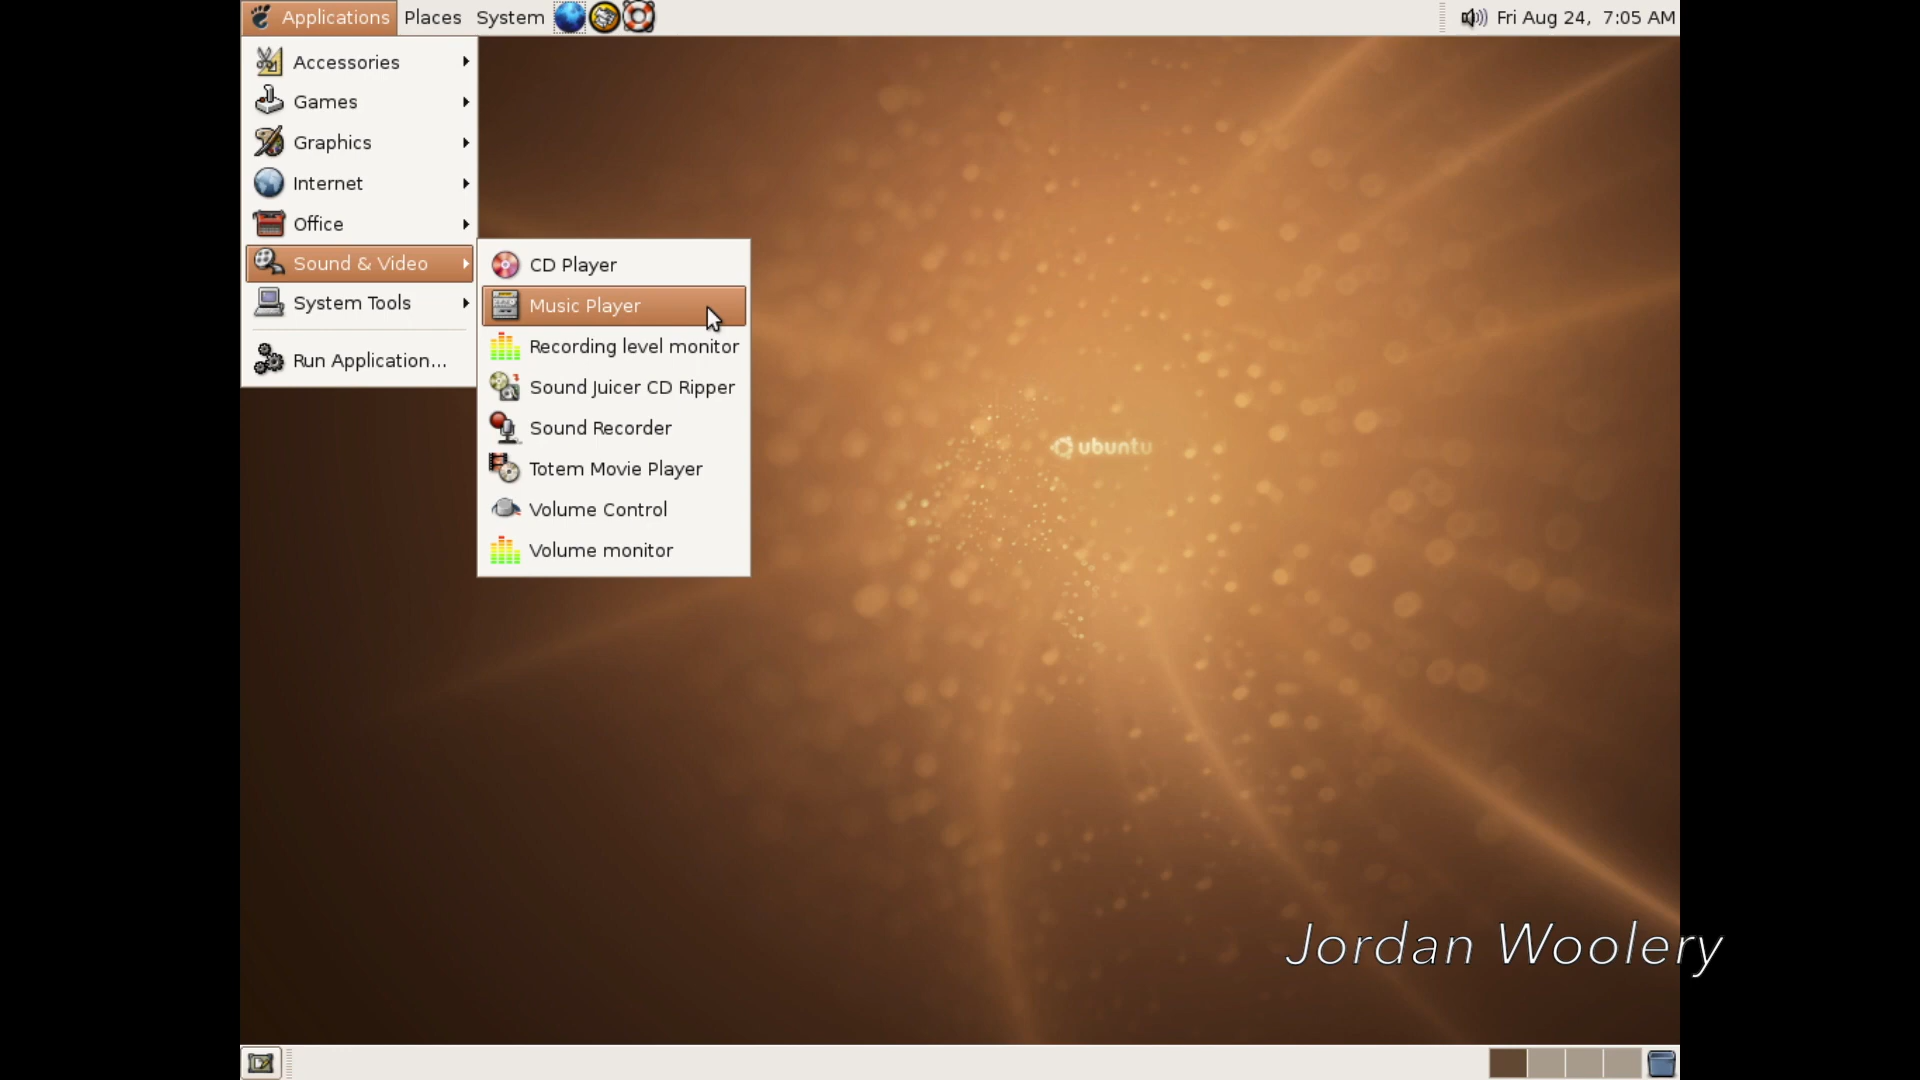 Applications Places System Fri Aug 24, 7:05 AM
Accessories
Games
Graphics
Internet
Office
Sound & Video
System Tools
Run Application...
CD Player
Music Player
Recording level monitor
Sound Juicer CD Ripper
Sound Recorder
Totem Movie Player
Volume Control
Volume monitor
ubuntu
Jordan Woolery